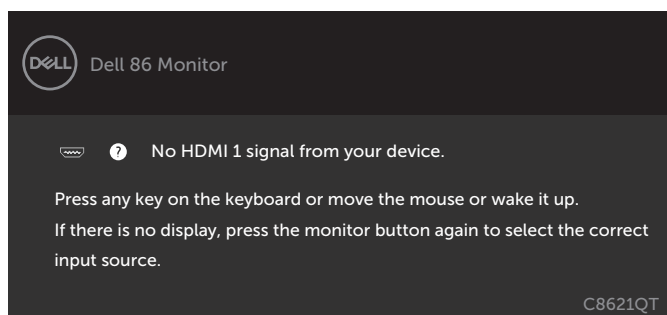 DELL
Dell 86 Monitor
? No HDMI 1 signal from your device.
Press any key on the keyboard or move the mouse or wake it up.
If there is no display, press the monitor button again to select the correct
input source.
C8621QT